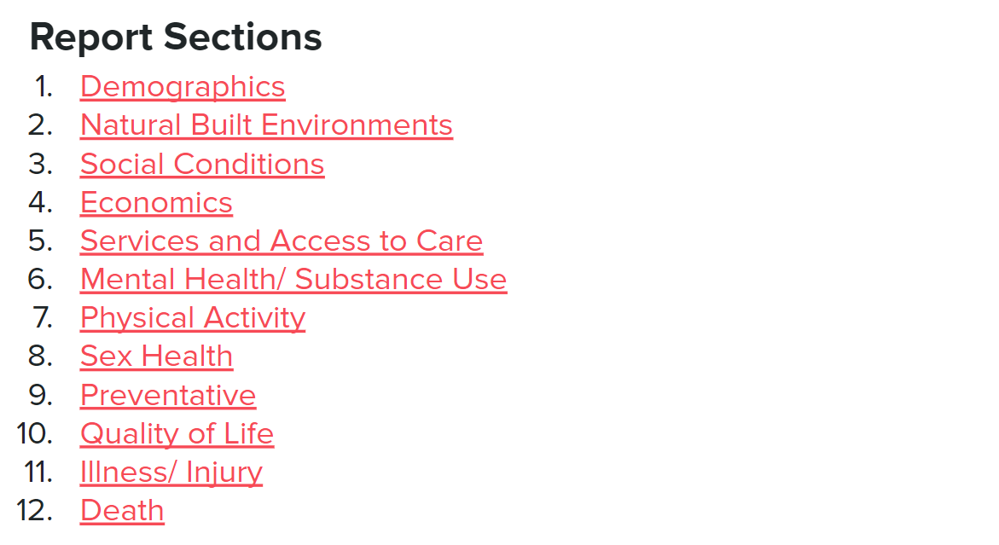 Report Sections
1. Demographics
2. Natural Built Environments
3. Social Conditions
4. Economics
5. Services and Access to Care
6. Mental Health/ Substance Use
7. Physical Activity
8. Sex Health
9. Preventative
10. Quality of Life
11. Illness/ Injury
12. Death